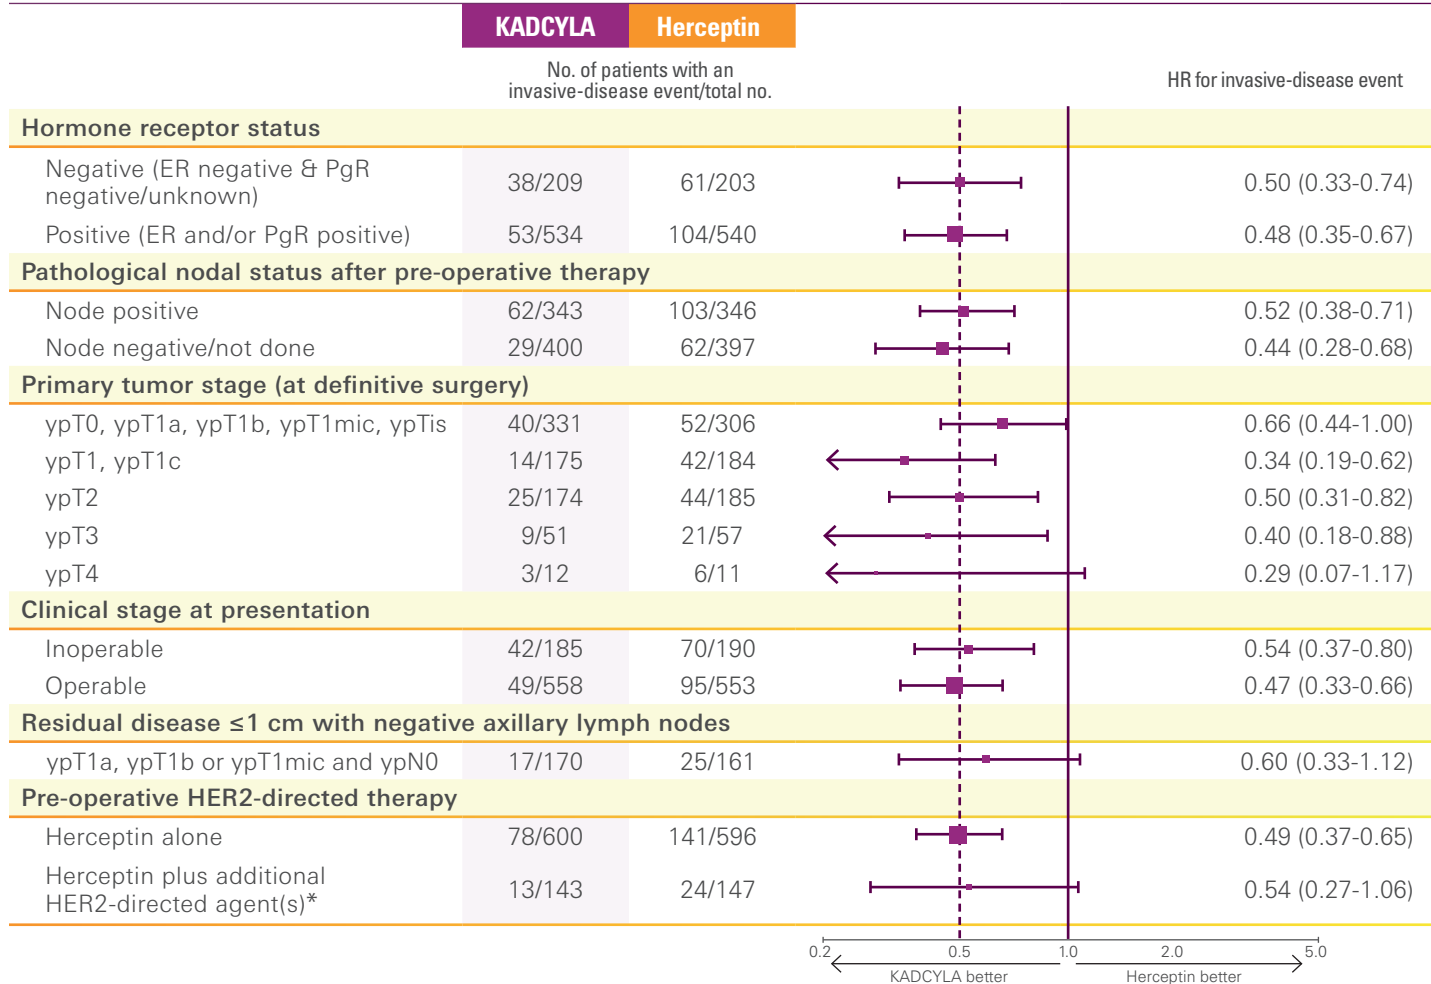 KADCYLA Herceptin
No. of patients with an
invasive-disease event/total no.
HR for invasive-disease event
Hormone receptor status
Negative (ER negative & PgR
negative/unknown)
38/209 61/203 0.50 (0.33-0.74)
Positive (ER and/or PgR positive) 53/534 104/540 0.48 (0.35-0.67)
Pathological nodal status after pre-operative therapy
Node positive 62/343 103/346 0.52 (0.38-0.71)
Node negative/not done 29/400 62/397 0.44 (0.28-0.68)
Primary tumor stage (at definitive surgery)
ypT0, ypT1a, ypT1b, ypT1mic, ypTis 40/331 52/306 0.66 (0.44-1.00)
ypT1, ypT1c 14/175 42/184 0.34 (0.19-0.62)
ypT2 25/174 44/185 0.50 (0.31-0.82)
ypT3 9/51 21/57 0.40 (0.18-0.88)
ypT4 3/12 6/11 0.29 (0.07-1.17)
Clinical stage at presentation
Inoperable 42/185 70/190 0.54 (0.37-0.80)
Operable 49/558 95/553 0.47 (0.33-0.66)
Residual disease ≤1 cm with negative axillary lymph nodes
ypT1a, ypT1b or ypT1mic and ypN0 17/170 25/161 0.60 (0.33-1.12)
Pre-operative HER2-directed therapy
Herceptin alone 78/600 141/596 0.49 (0.37-0.65)
Herceptin plus additional
HER2-directed agent(s)*
13/143 24/147 0.54 (0.27-1.06)
0.2 0.5 1.0 2.0 5.0
KADCYLA better Herceptin better